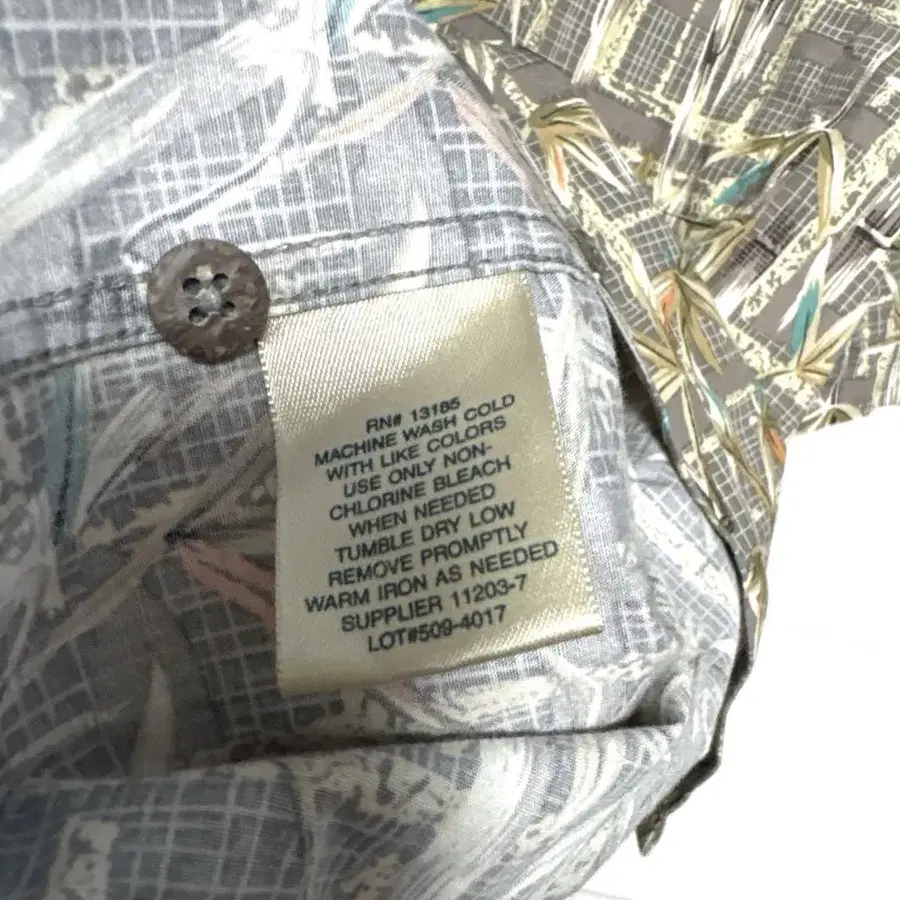 RN# 13185
MACHINE WASH COLD
WITH LIKE COLORS
USE ONLY NON-
CHLORINE BLEACH
WHEN NEEDED
TUMBLE DRY LOW
REMOVE PROMPTLY
WARM IRON AS NEEDED
SUPPLIER 11203-7
LOT#509-4017